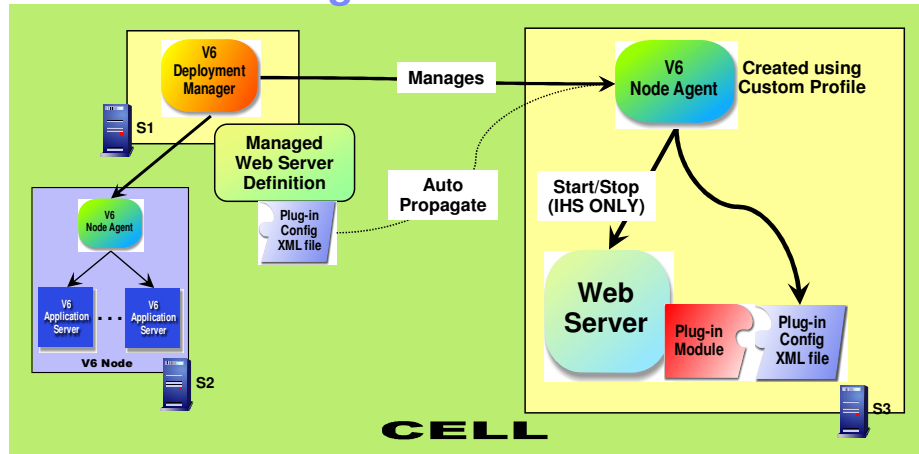 V6
Deployment
Manager
S1
Manages
V6
Node Agent
Created using
Custom Profile
Managed
Web Server
Definition
Plug-in
Config
XML file
Auto
Propagate
Start/Stop
(IHS ONLY)
V6
Node Agent
V6
Application
Server
. . .
V6
Application
Server
V6 Node
S2
Web
Server
Plug-in
Module
Plug-in
Config
XML file
S3
CELL